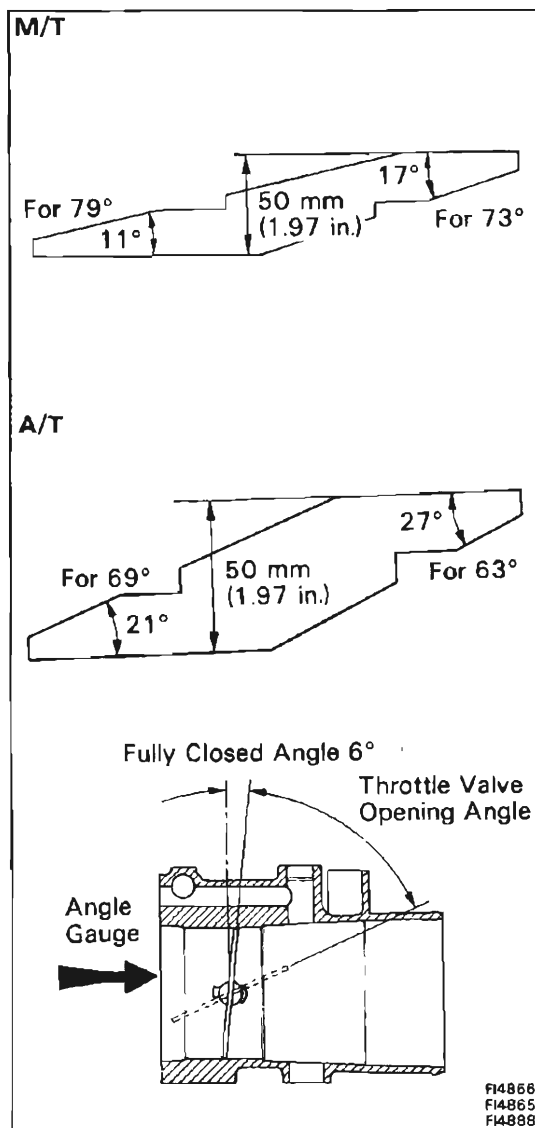 M/T
For 79°
11°
50 mm
(1.97 in.)
17°
For 73°
A/T
For 69°
21°
50 mm
(1.97 in.)
27°
For 63°
Fully Closed Angle 6°
Throttle Valve
Opening Angle
Angle
Gauge
FI4866
FI4865
FI4888